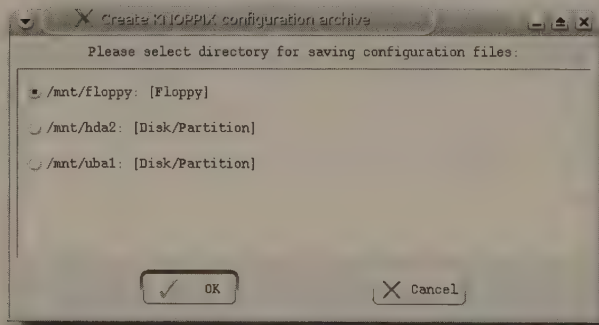 Create KNOPPIX configuration archive
Please select directory for saving configuration files:
/mnt/floppy: [Floppy]
/mnt/hda2: [Disk/Partition]
/mnt/uba1: [Disk/Partition]
OK
Cancel